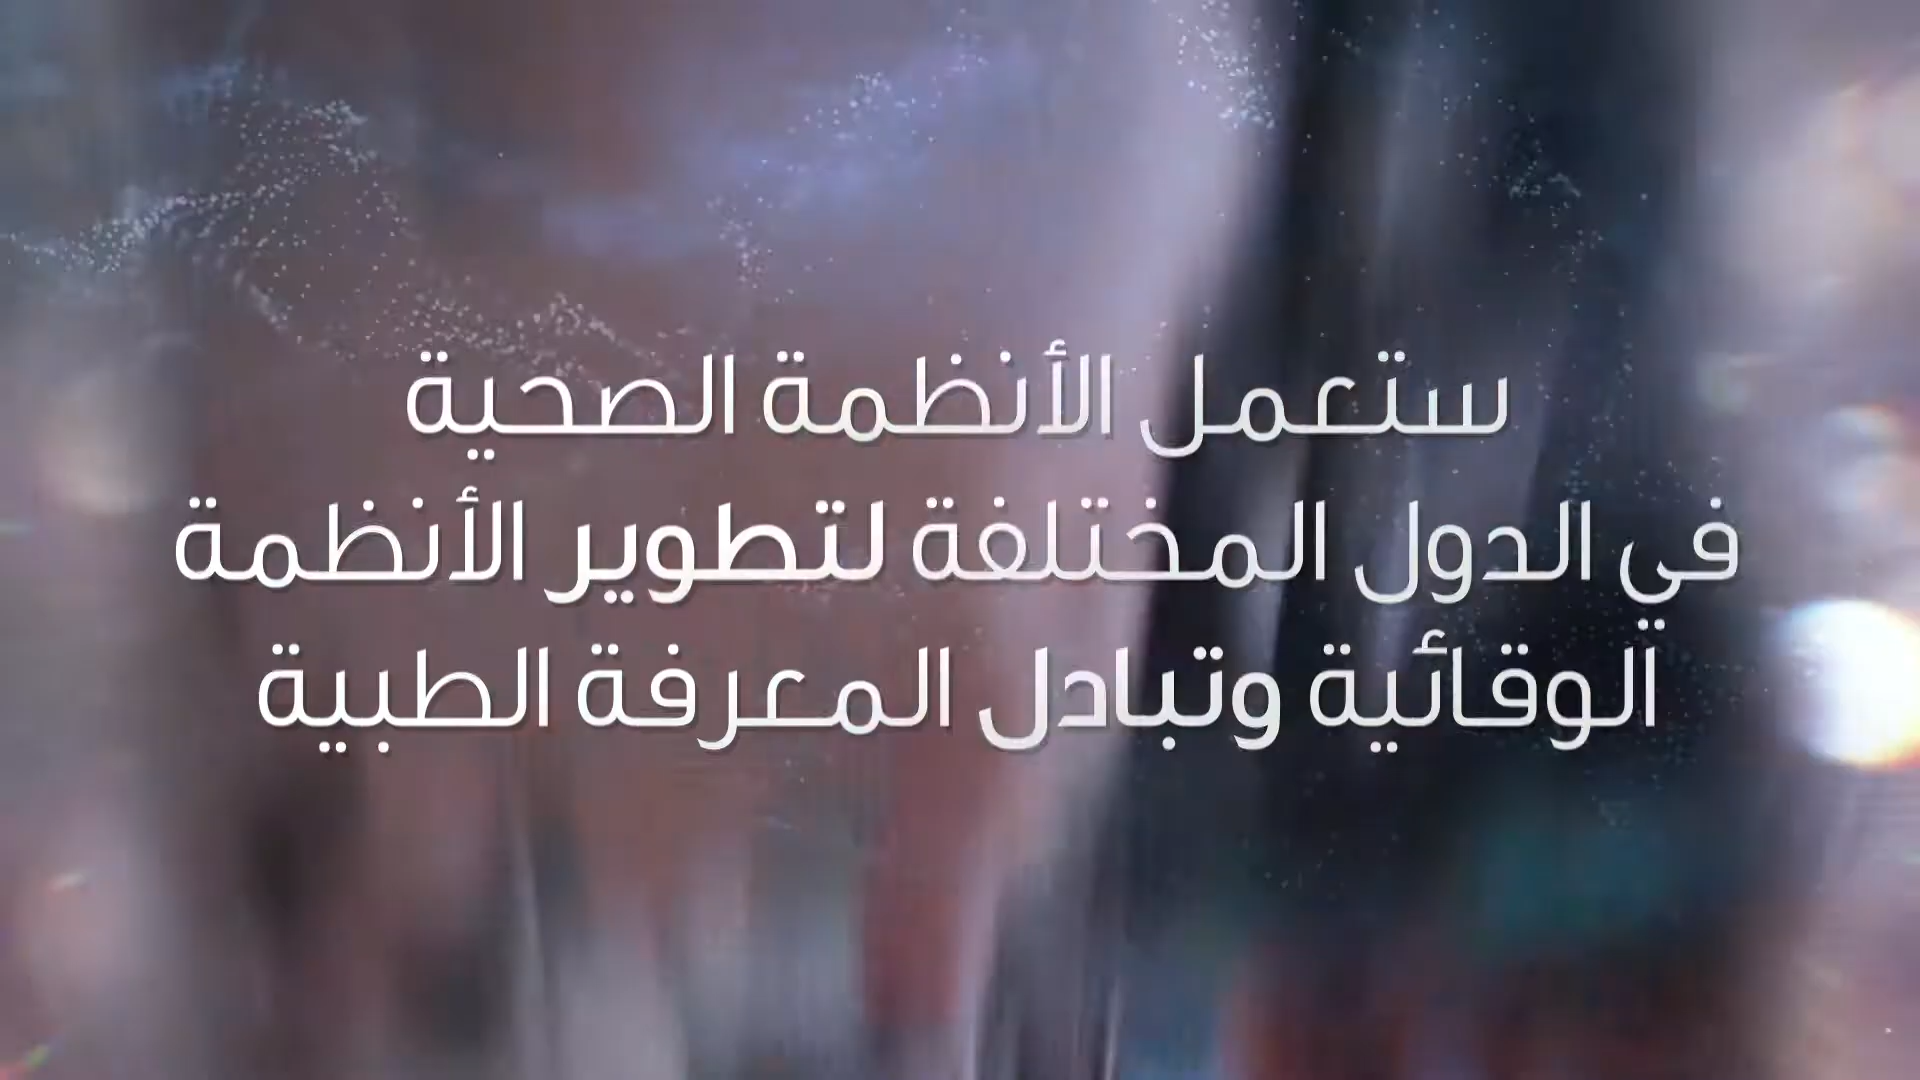 ستعمل الأنظمة الصحية
في الدول المختلفة لتطوير الأنظمة
الوقائية وتبادل المعرفة الطبية